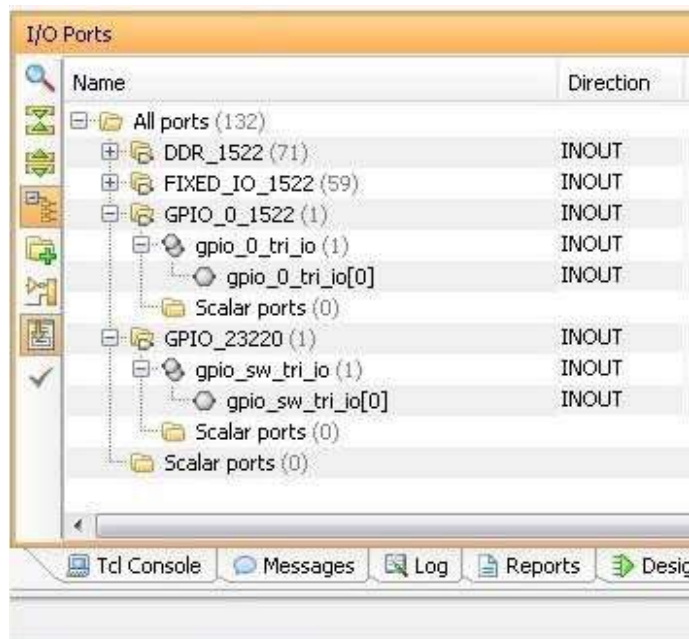 I/O Ports
Name Direction
All ports (132)
DDR_1522 (71) INOUT
FIXED_IO_1522 (59) INOUT
GPIO_0_1522 (1) INOUT
gpio_0_tri_io (1) INOUT
gpio_0_tri_io[0] INOUT
Scalar ports (0)
GPIO_23220 (1) INOUT
gpio_sw_tri_io (1) INOUT
gpio_sw_tri_io[0] INOUT
Scalar ports (0)
Scalar ports (0)
Tcl Console Messages Log Reports Desig